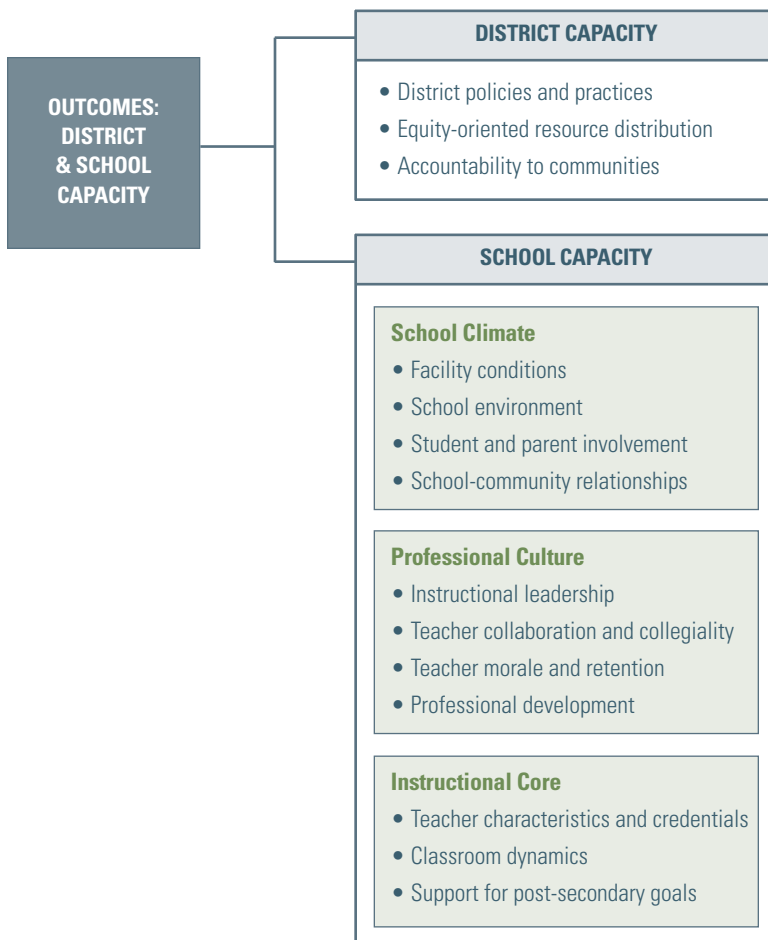 OUTCOMES:
DISTRICT
& SCHOOL
CAPACITY
DISTRICT CAPACITY
• District policies and practices
• Equity-oriented resource distribution
• Accountability to communities
SCHOOL CAPACITY
School Climate
• Facility conditions
• School environment
• Student and parent involvement
• School-community relationships
Professional Culture
• Instructional leadership
• Teacher collaboration and collegiality
• Teacher morale and retention
• Professional development
Instructional Core
• Teacher characteristics and credentials
• Classroom dynamics
• Support for post-secondary goals